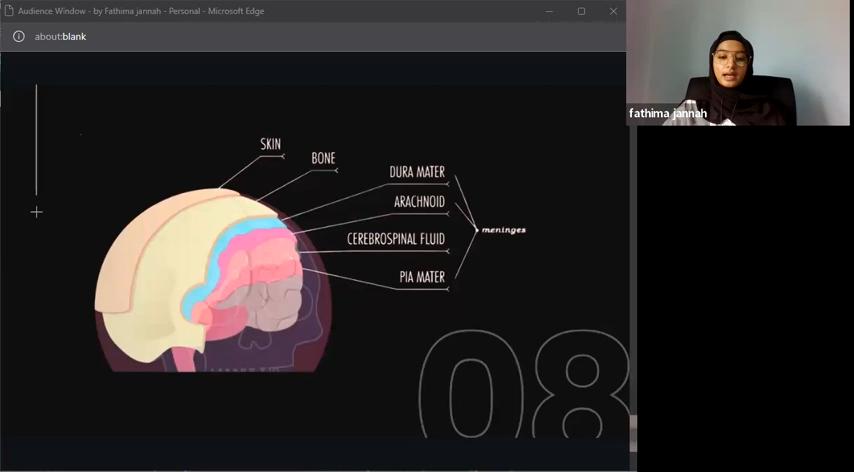 Audience Window - by Fathima jannah - Personal - Microsoft Edge
about:blank
fathima jannah
SKIN
BONE
DURA MATER
ARACHNOID
meninges
CEREBROSPINAL FLUID
PIA MATER
08